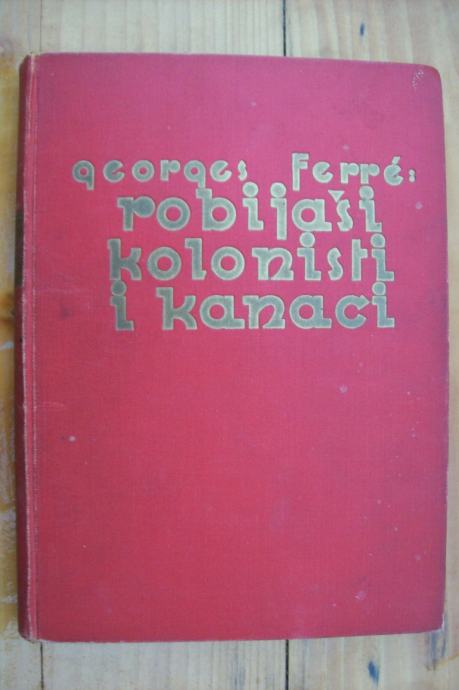 georges ferré:
robijaši
kolonisti
i kanaci